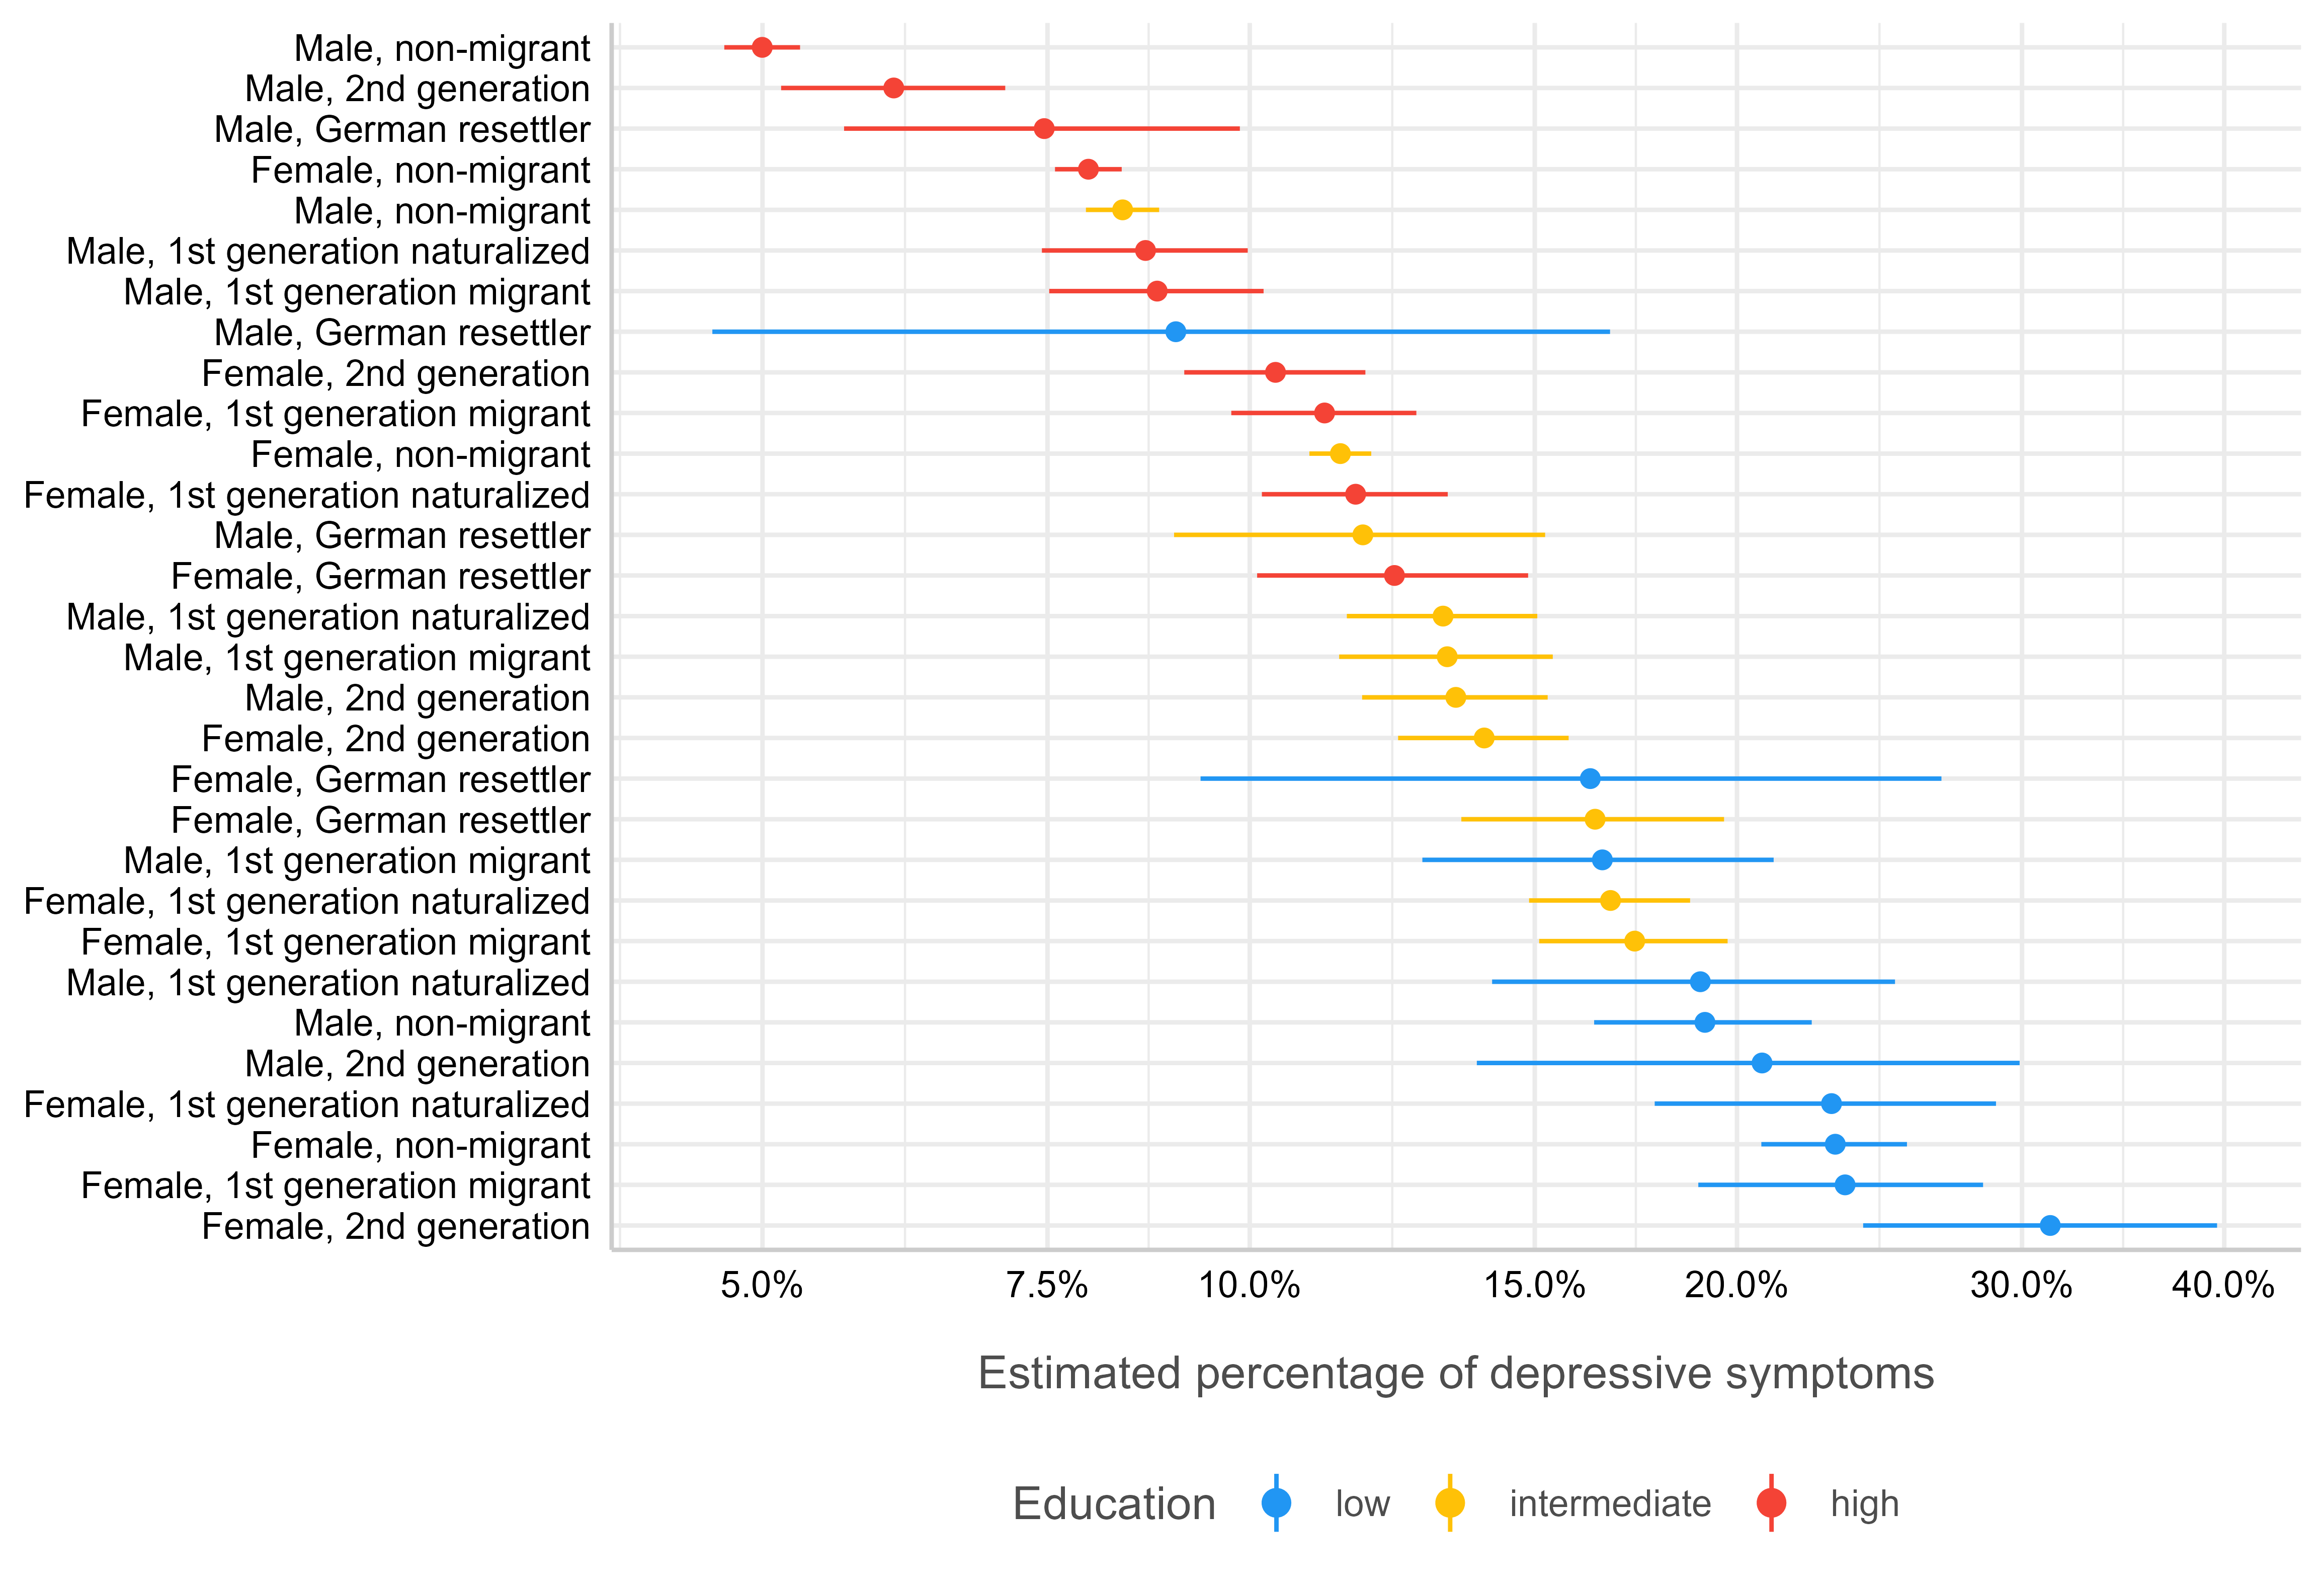 Male, non-migrant
Male, 2nd generation
Male, German resettler
Female, non-migrant
Male, non-migrant
Male, 1st generation naturalized
Male, 1st generation migrant
Male, German resettler
Female, 2nd generation
Female, 1st generation migrant
Female, non-migrant
Female, 1st generation naturalized
Male, German resettler
Female, German resettler
Male, 1st generation naturalized
Male, 1st generation migrant
Male, 2nd generation
Female, 2nd generation
Female, German resettler
Female, German resettler
Male, 1st generation migrant
Female, 1st generation naturalized
Female, 1st generation migrant
Male, 1st generation naturalized
Male, non-migrant
Male, 2nd generation
Female, 1st generation naturalized
Female, non-migrant
Female, 1st generation migrant
Female, 2nd generation
5.0% 7.5% 10.0% 15.0% 20.0% 30.0% 40.0%
Estimated percentage of depressive symptoms
Education low intermediate high